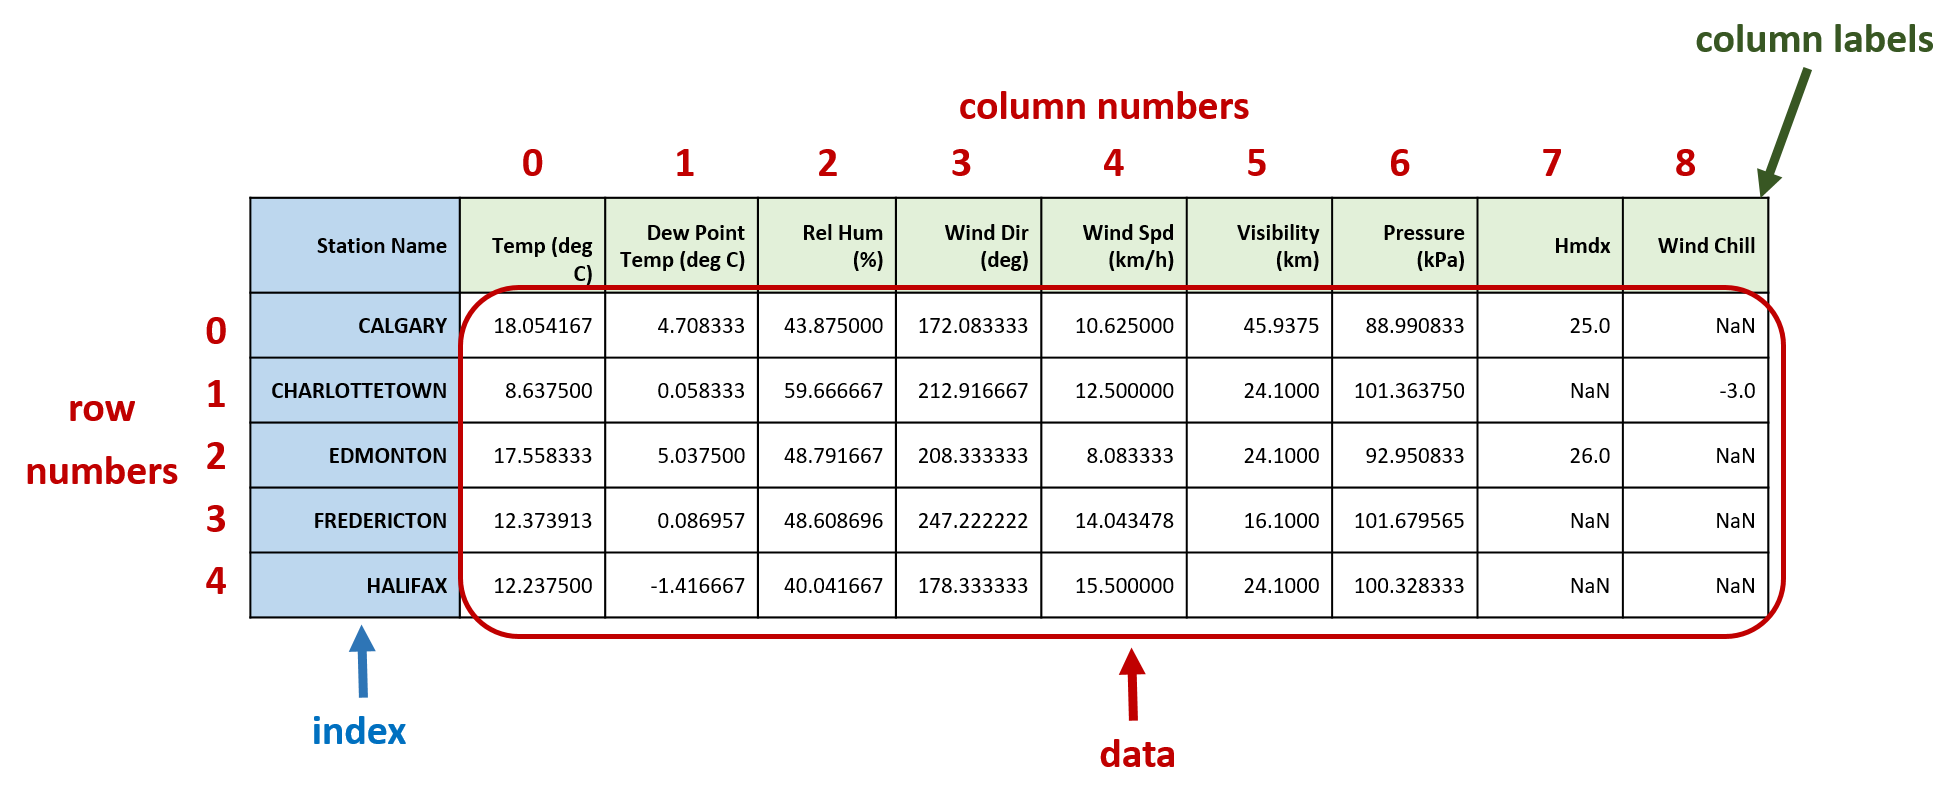 column labels
column numbers
0 1 2 3 4 5 6 7 8
Station Name Temp (deg C) Dew Point Temp (deg C) Rel Hum (%) Wind Dir (deg) Wind Spd (km/h) Visibility (km) Pressure (kPa) Hmdx Wind Chill
0 CALGARY 18.054167 4.708333 43.875000 172.083333 10.625000 45.9375 88.990833 25.0 NaN
1 CHARLOTTETOWN 8.637500 0.058333 59.666667 212.916667 12.500000 24.1000 101.363750 NaN -3.0
row
numbers
2 EDMONTON 17.558333 5.037500 48.791667 208.333333 8.083333 24.1000 92.950833 26.0 NaN
3 FREDERICTON 12.373913 0.086957 48.608696 247.222222 14.043478 16.1000 101.679565 NaN NaN
4 HALIFAX 12.237500 -1.416667 40.041667 178.333333 15.500000 24.1000 100.328333 NaN NaN
index
data